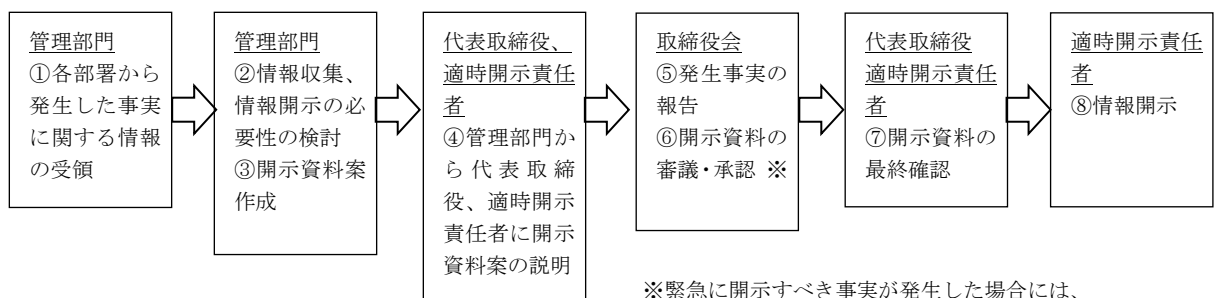 管理部門
①各部署から
発生した事実
に関する情報
の受領
管理部門
②情報収集、
情報開示の必
要性の検討
③開示資料案
作成
代表取締役、
適時開示責任
者
④管理部門か
ら代表取締
役、適時開示
責任者に開示
資料案の説明
取締役会
⑤発生事実の
報告
⑥開示資料の
審議・承認 ※
代表取締役
適時開示責任
者
⑦開示資料の
最終確認
適時開示責任
者
⑧情報開示
※緊急に開示すべき事実が発生した場合には、